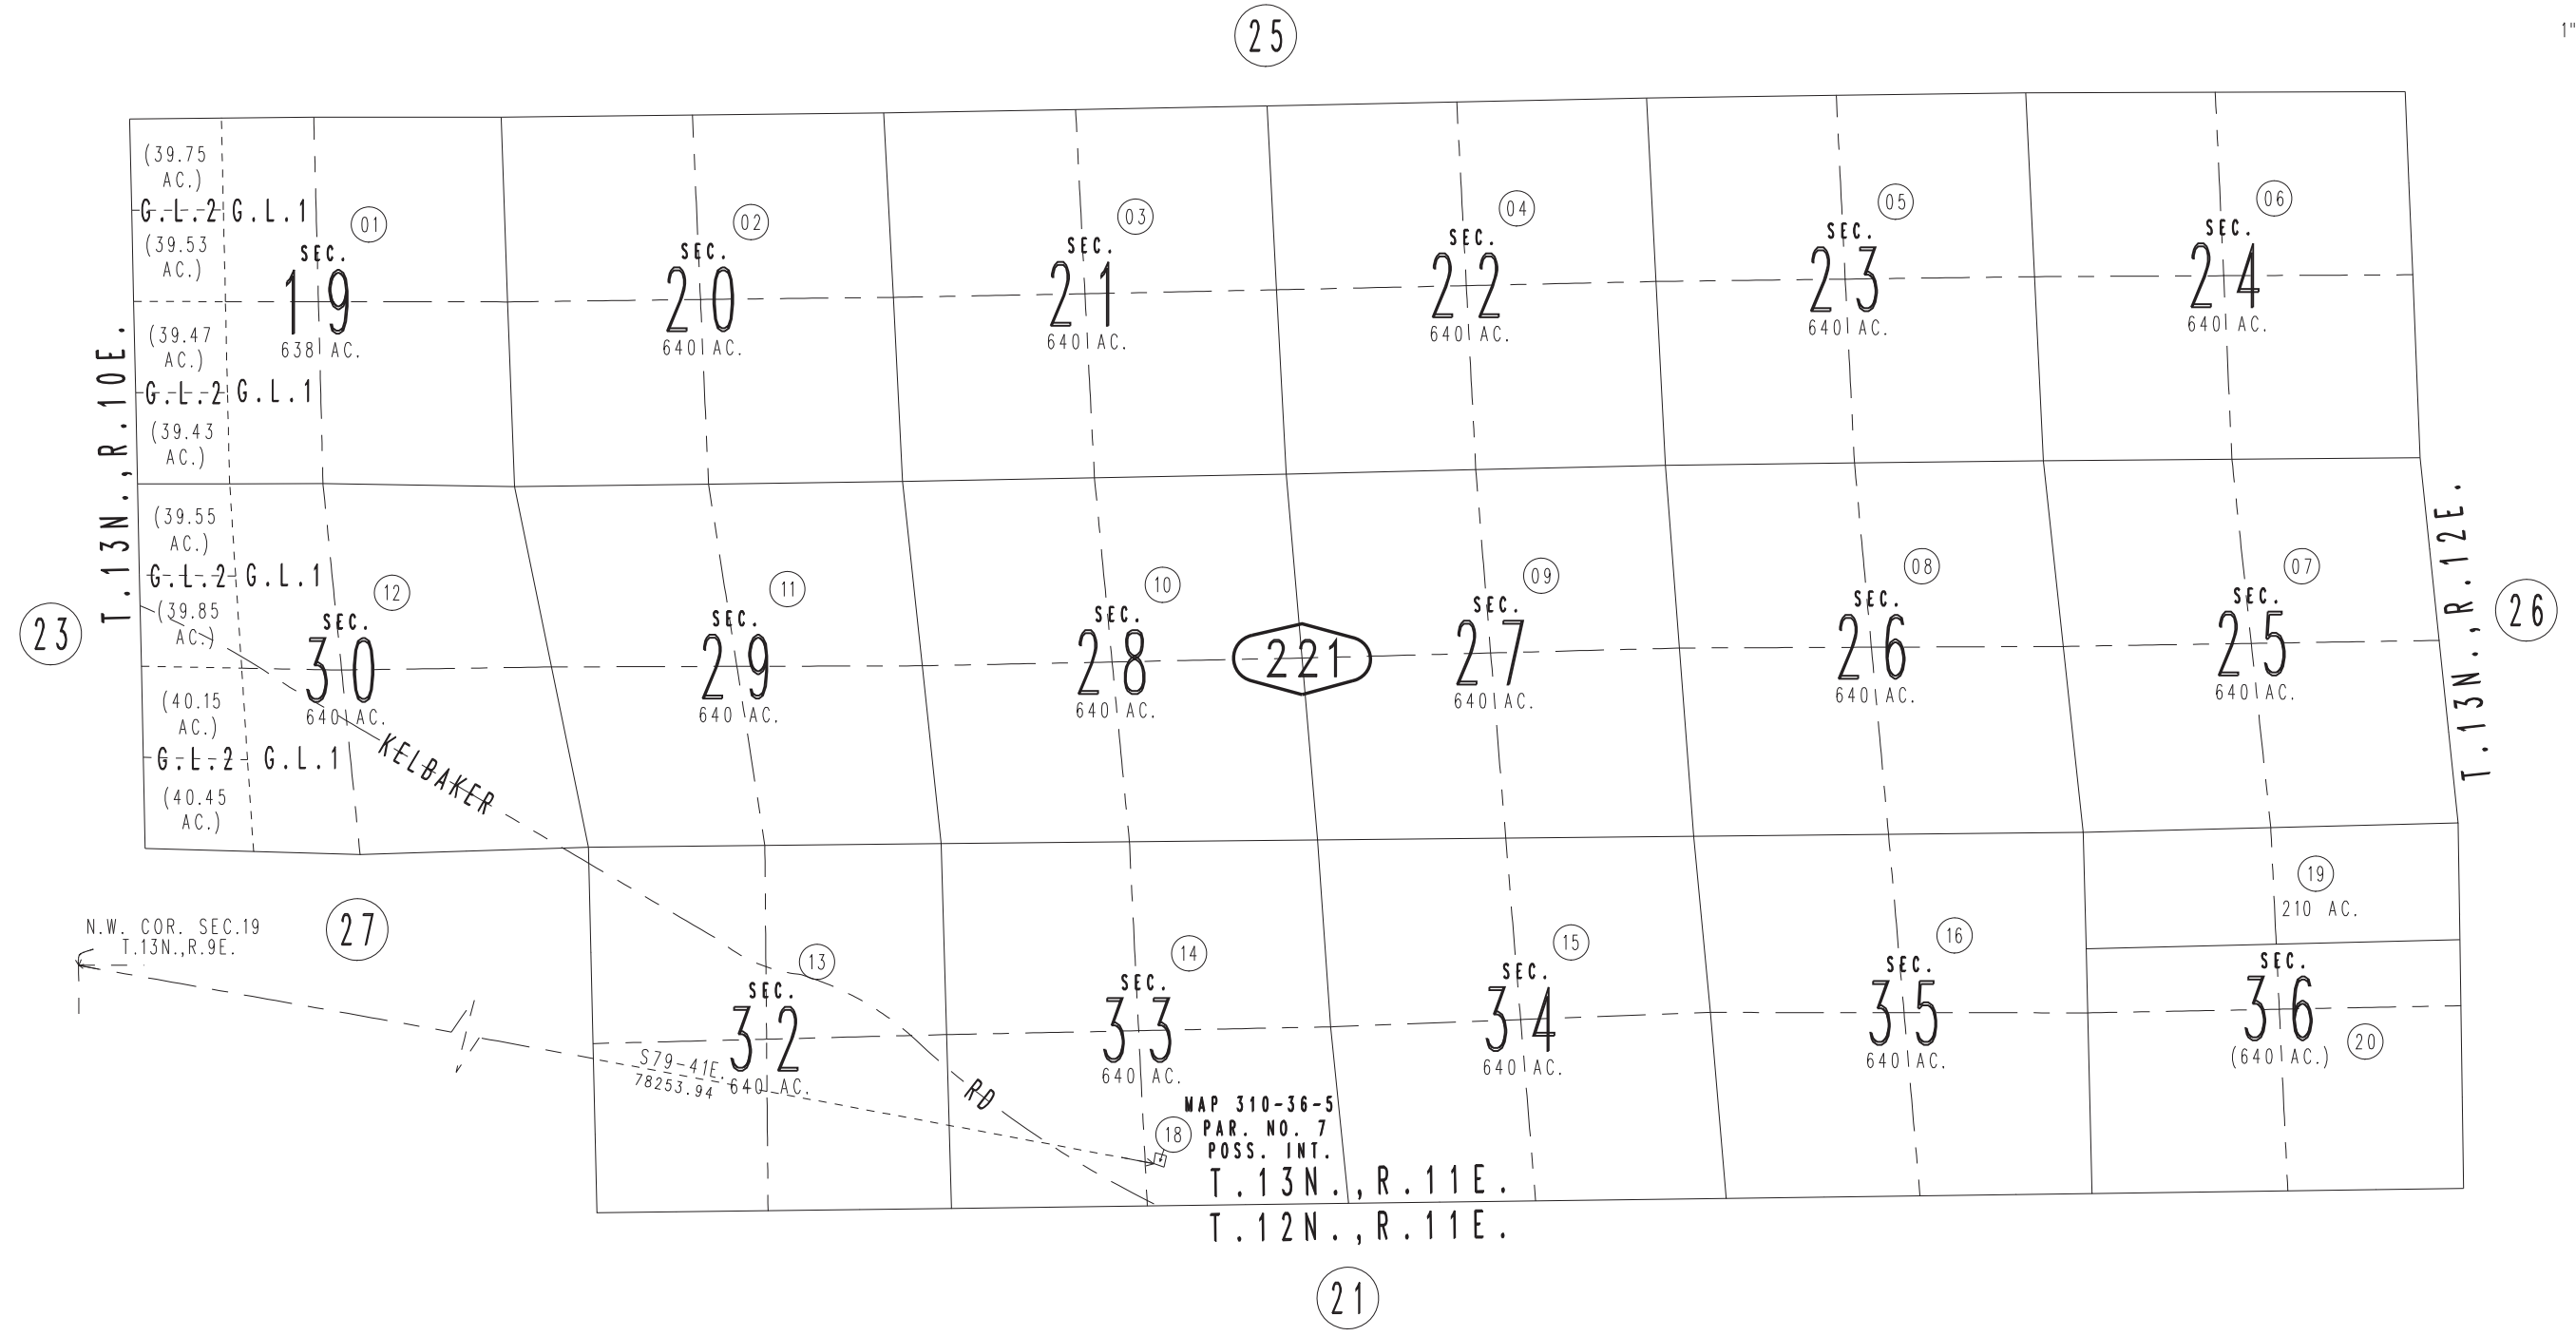 25
1"
(39.75
AC.)
G.L.2 G.L.1
(39.53
AC.)
01
SEC.
19
638 AC.
(39.47
AC.)
G.L.2 G.L.1
(39.43
AC.)
02
SEC.
20
640 AC.
03
SEC.
21
640 AC.
04
SEC.
22
640 AC.
05
SEC.
23
640 AC.
06
SEC.
24
640 AC.
T.13N.,R.10E.
23
(39.55
AC.)
G.L.2 G.L.1
(39.85
AC.)
12
SEC.
30
640 AC.
(40.15
AC.)
G.L.2 G.L.1
(40.45
AC.)
KELBAKER
11
SEC.
29
640 AC.
10
SEC.
28
640 AC.
221
09
SEC.
27
640 AC.
08
SEC.
26
640 AC.
07
SEC.
25
640 AC.
T.13N.,R.12E.
26
N.W. COR. SEC.19
T.13N.,R.9E.
27
13
SEC.
32
640 AC.
S79-41E.
78253.94
RD
14
SEC.
33
640 AC.
18
MAP 310-36-5
PAR. NO. 7
POSS. INT.
15
SEC.
34
640 AC.
16
SEC.
35
640 AC.
19
210 AC.
SEC.
36
(640 AC.)
20
T.13N.,R.11E.
T.12N.,R.11E.
21